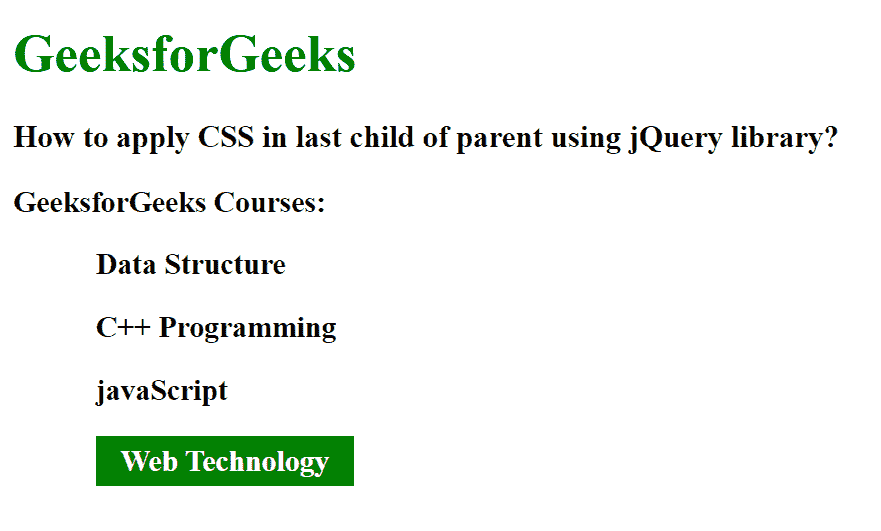 GeeksforGeeks
How to apply CSS in last child of parent using jQuery library?
GeeksforGeeks Courses:
Data Structure
C++ Programming
javaScript
Web Technology